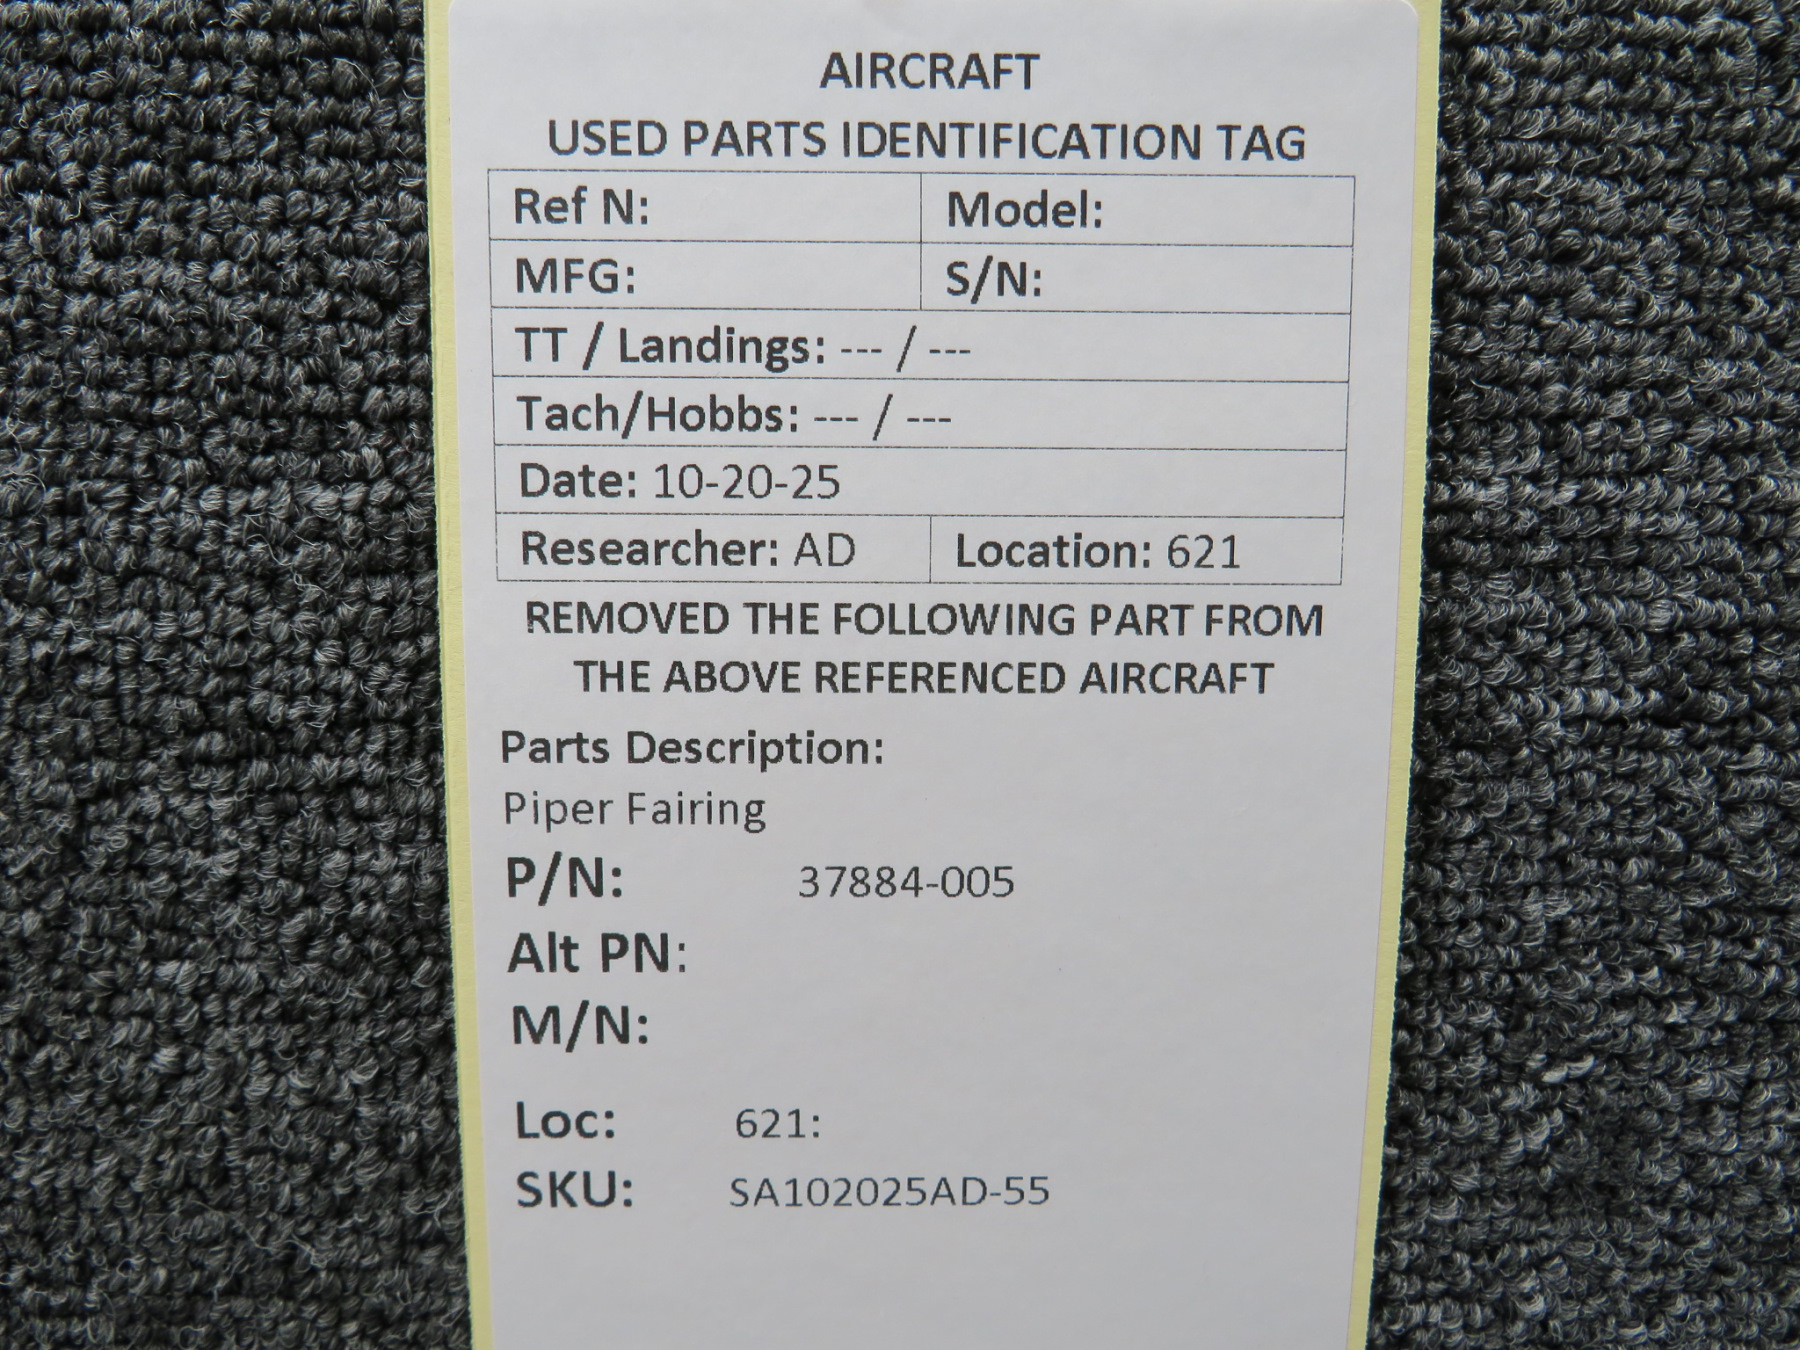 AIRCRAFT
USED PARTS IDENTIFICATION TAG
Ref N: Model:
MFG: S/N:
TT / Landings: --- / ---
Tach/Hobbs: --- / ---
Date: 10-20-25
Researcher: AD Location: 621
REMOVED THE FOLLOWING PART FROM
THE ABOVE REFERENCED AIRCRAFT
Parts Description:
Piper Fairing
P/N: 37884-005
Alt PN:
M/N:
Loc: 621:
SKU: SA102025AD-55